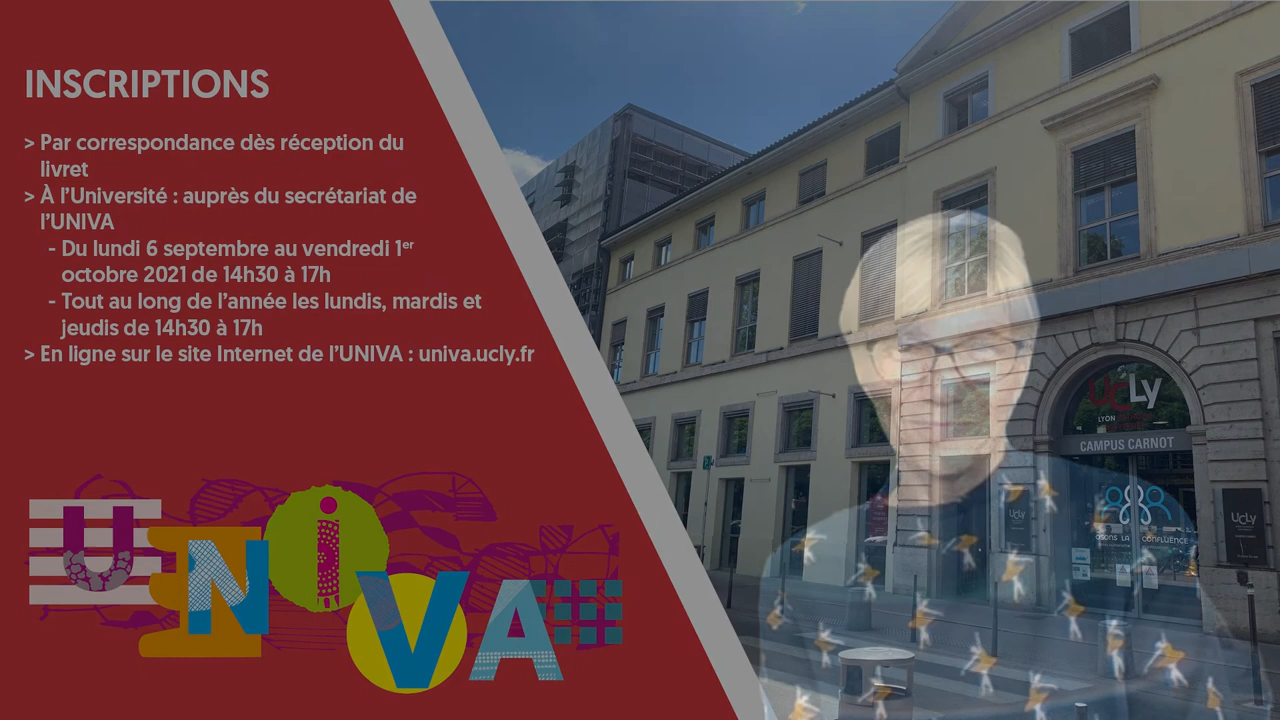 INSCRIPTIONS
> Par correspondance dès réception du
livret
> À l'Université : auprès du secrétariat de
l'UNIVA
- Du lundi 6 septembre au vendredi 1er
octobre 2021 de 14h30 à 17h
- Tout au long de l'année les lundis, mardis et
jeudis de 14h30 à 17h
> En ligne sur le site Internet de l'UNIVA : univa.ucly.fr
UNiVA
UCLy
LYON
CAMPUS CARNOT
OSONS LA CONFLUENCE
UCLy
UCLy